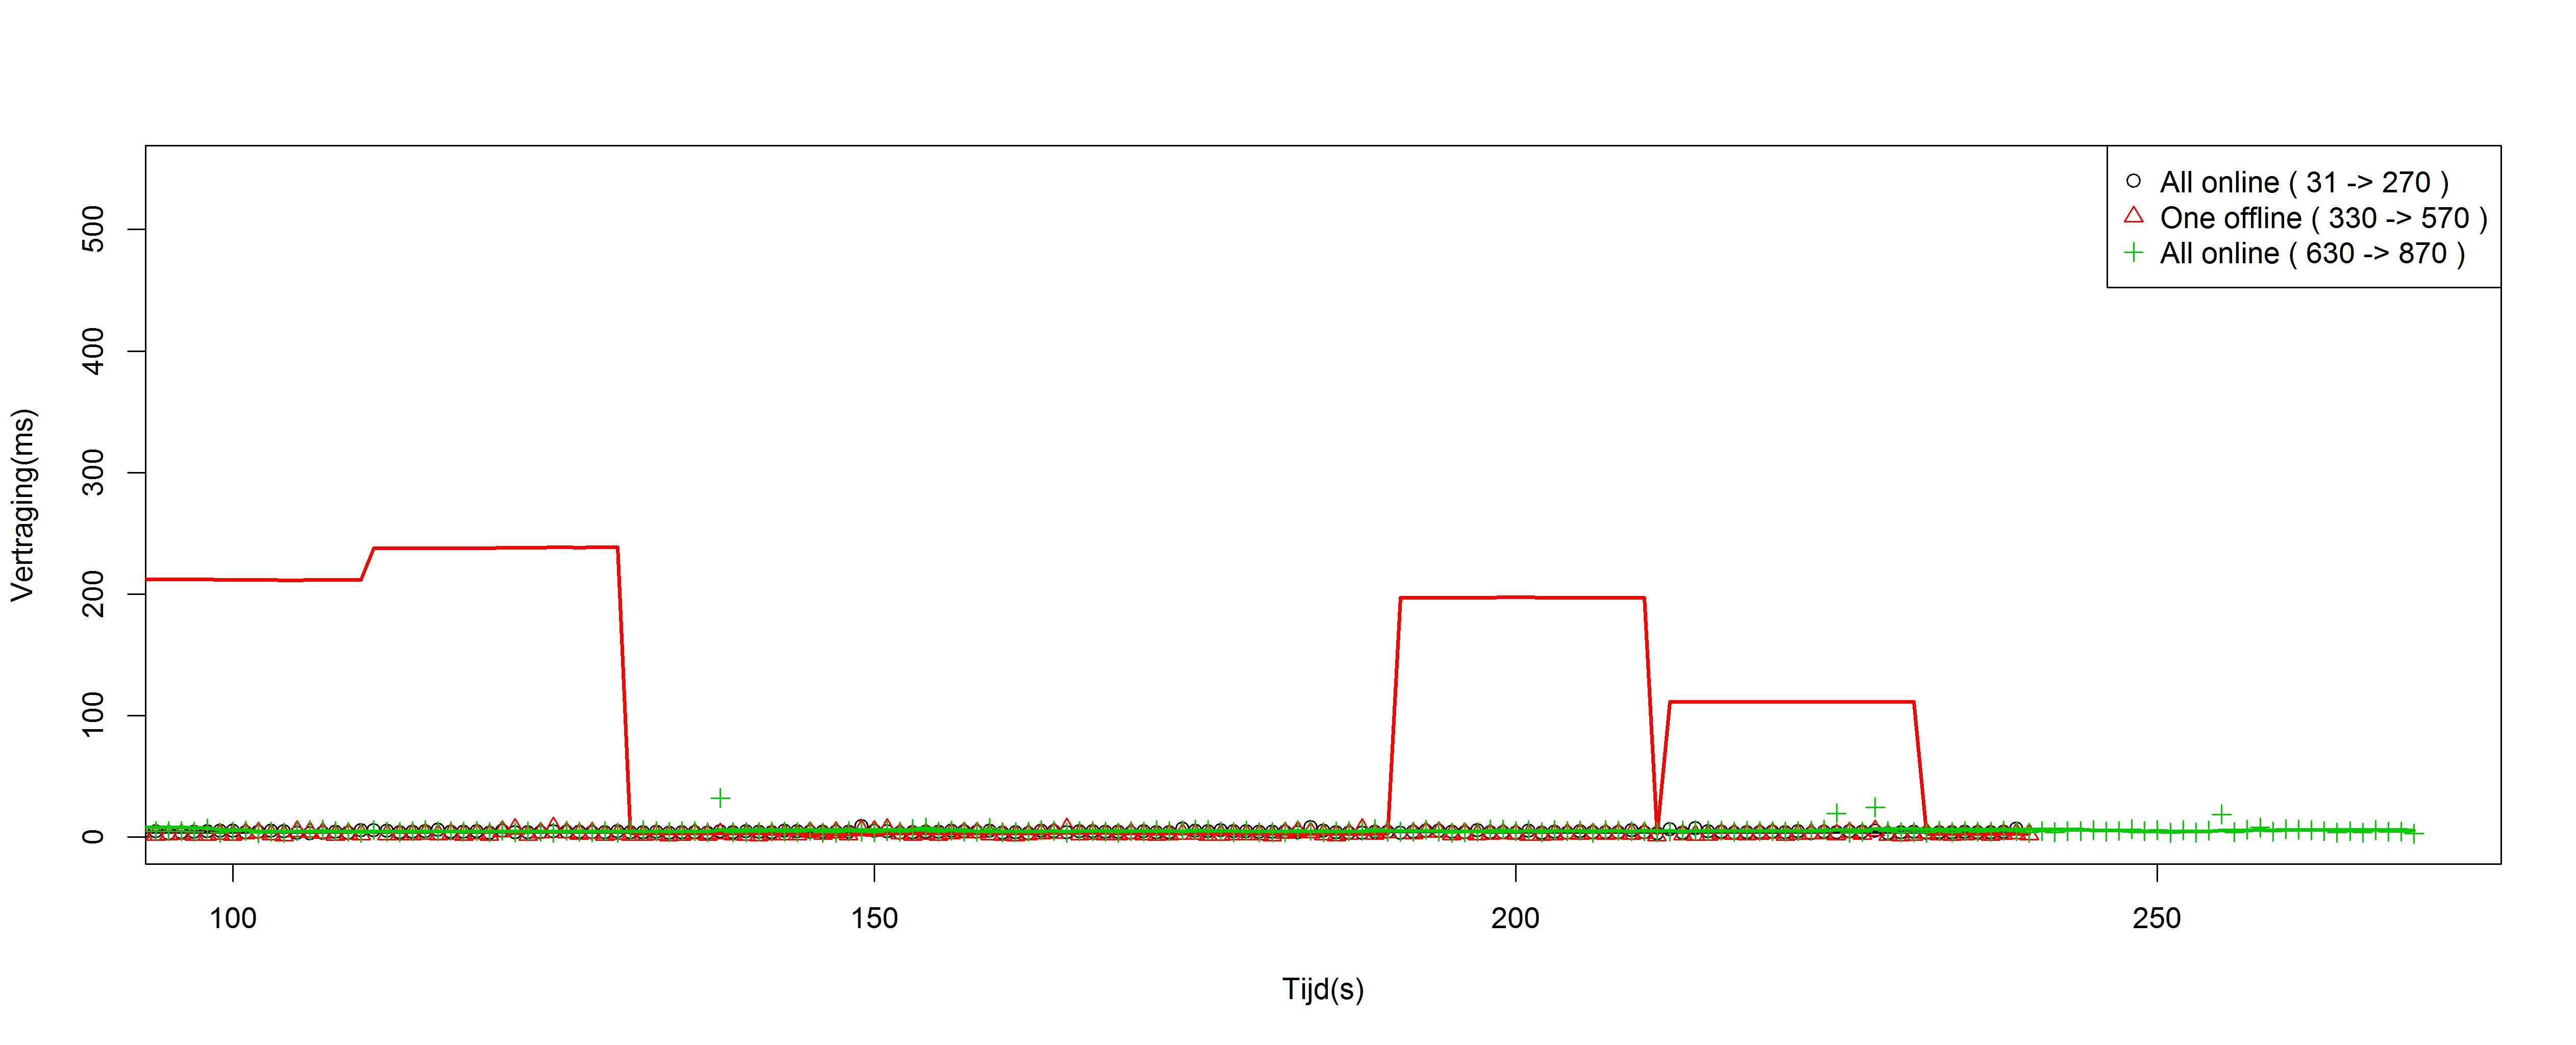 All online ( 31 -> 270 )
One offline ( 330 -> 570 )
All online ( 630 -> 870 )
Vertraging(ms)
500
400
300
200
100
0
100
150
200
250
Tijd(s)